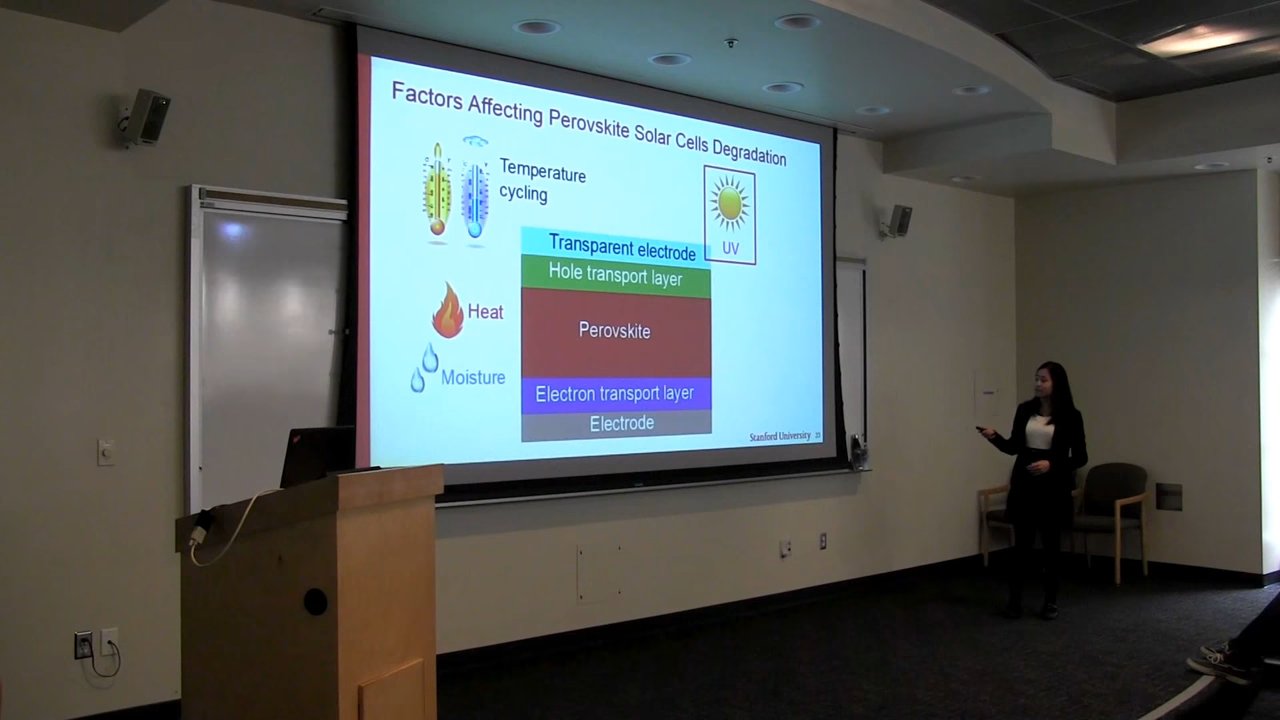 Factors Affecting Perovskite Solar Cells Degradation
Temperature
cycling
UV
Transparent electrode
Hole transport layer
Heat
Perovskite
Moisture
Electron transport layer
Electrode
Stanford University